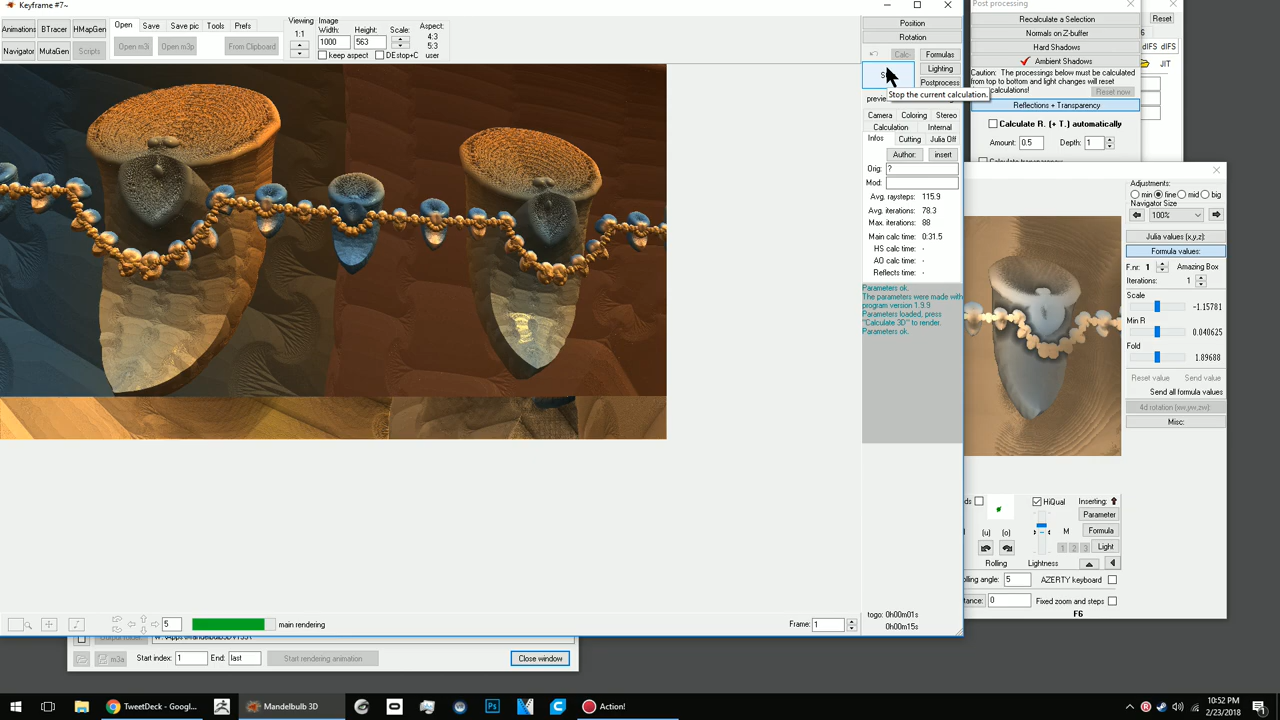 Keyframe #7~
Post processing
Animations
BTracer
HMapGen
Navigator
MutaGen
Scripts
Open
Save
Save pic
Tools
Prefs
Open m3i
Open m3p
From Clipboard
Viewing
1:1
Image
Width:
Height:
Scale:
1000
563
keep aspect
DEstop+C
Aspect:
4:3
5:3
user
Position
Rotation
Calc
Formulas
Lighting
Postprocess
Stop the current calculation.
Camera
Coloring
Stereo
Calculation
Internal
Infos
Cutting
Julia Off
Author:
insert
Orig:
?
Mod:
Avg. raysteps: 115.9
Avg. iterations: 78.3
Max. iterations: 88
Main calc time: 0:31.5
HS calc time: -
AO calc time: -
Reflects time: -
Parameters ok.
The parameters were made with
program version 1.9.9
Parameters loaded, press
"Calculate 3D" to render.
Parameters ok.
Recalculate a Selection
Normals on Z-buffer
Hard Shadows
Ambient Shadows
Caution: The processings below must be calculated
from top to bottom and light changes will reset
calculations!
Reset now
Reflections + Transparency
Calculate R. (+ T.) automatically
Amount: 0.5
Depth: 1
Reset
dIFS
dIFS
JIT
Adjustments:
min
fine
mid
big
Navigator Size
100%
Julia values (x,y,z):
Formula values:
F.nr: 1
Amazing Box
Iterations: 1
Scale
-1.15781
Min R
0.040625
Fold
1.89688
Reset value
Send value
Send all formula values
4d rotation (xw,yw,zw)
Misc:
HiQual
Inserting:
Parameter
Formula
Light
M
1 2 3
(u)
(o)
Rolling
Lightness
5
AZERTY keyboard
0
Fixed zoom and steps
F6
5
main rendering
Frame: 1
togo: 0h00m01s
0h00m15s
m3a
Start index: 1
End: last
Start rendering animation
Close window
TweetDeck - Googl...
Mandelbulb 3D
Action!
10:52 PM
2/23/2018